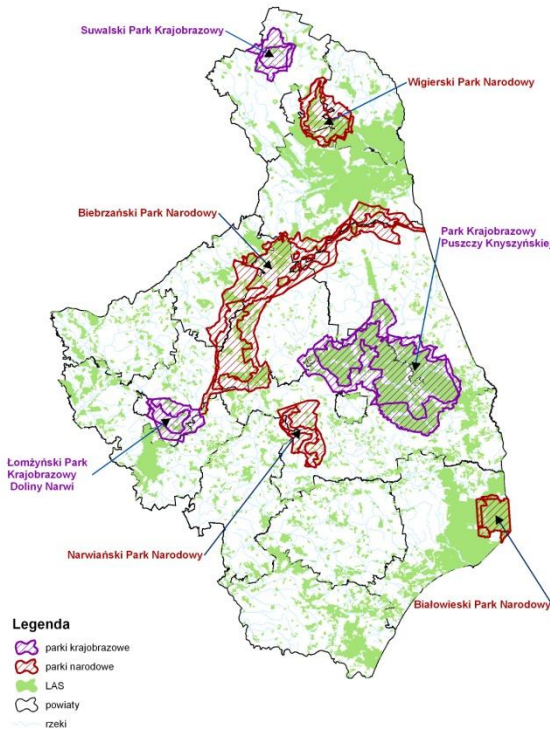 Suwalski Park Krajobrazowy
Wigierski Park Narodowy
Biebrzański Park Narodowy
Park Krajobrazowy
Puszczy Knyszyńskiej
Łomżyński Park
Krajobrazowy
Doliny Narwi
Narwiański Park Narodowy
Białowieski Park Narodowy
Legenda
parki krajobrazowe
parki narodowe
LAS
powiaty
rzeki